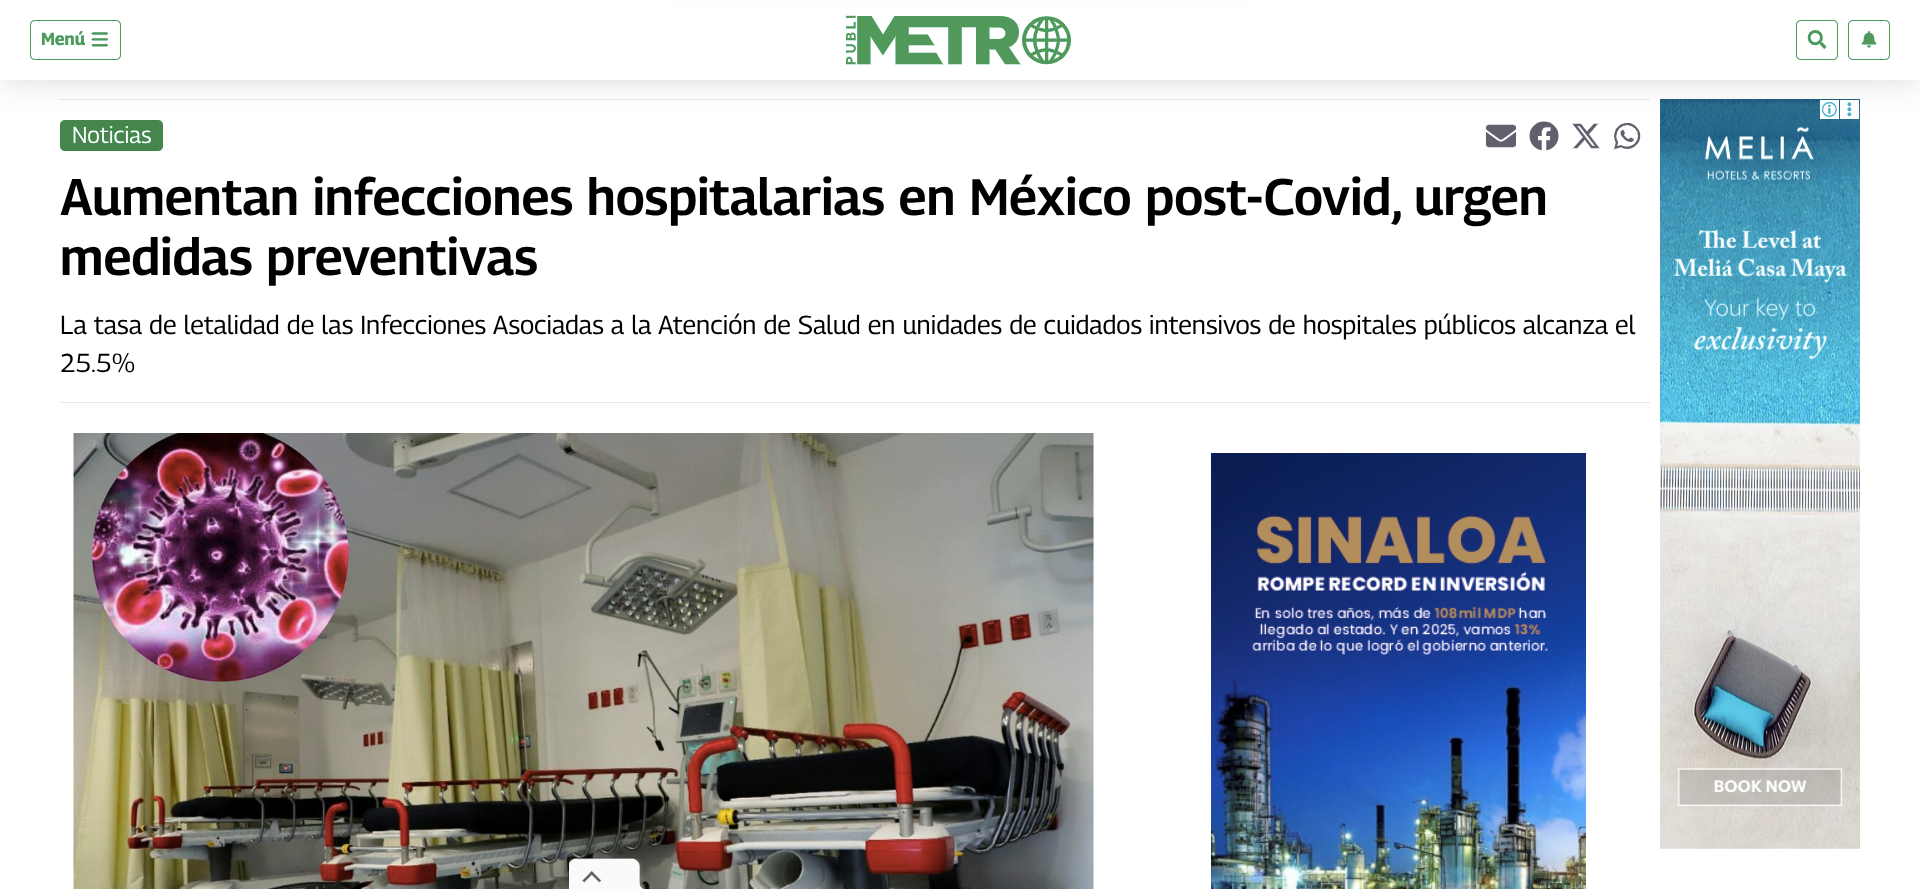 Menú
PUBLI
METRO
Noticias
Aumentan infecciones hospitalarias en México post-Covid, urgen
medidas preventivas
La tasa de letalidad de las Infecciones Asociadas a la Atención de Salud en unidades de cuidados intensivos de hospitales públicos alcanza el
25.5%
SINALOA
ROMPE RECORD EN INVERSIÓN
En solo tres años, más de 108 mil MDP han
llegado al estado. Y en 2025, vamos 13%
arriba de lo que logró el gobierno anterior.
MELIÃ
HOTELS & RESORTS
The Level at
Meliá Casa Maya
Your key to
exclusivity
BOOK NOW